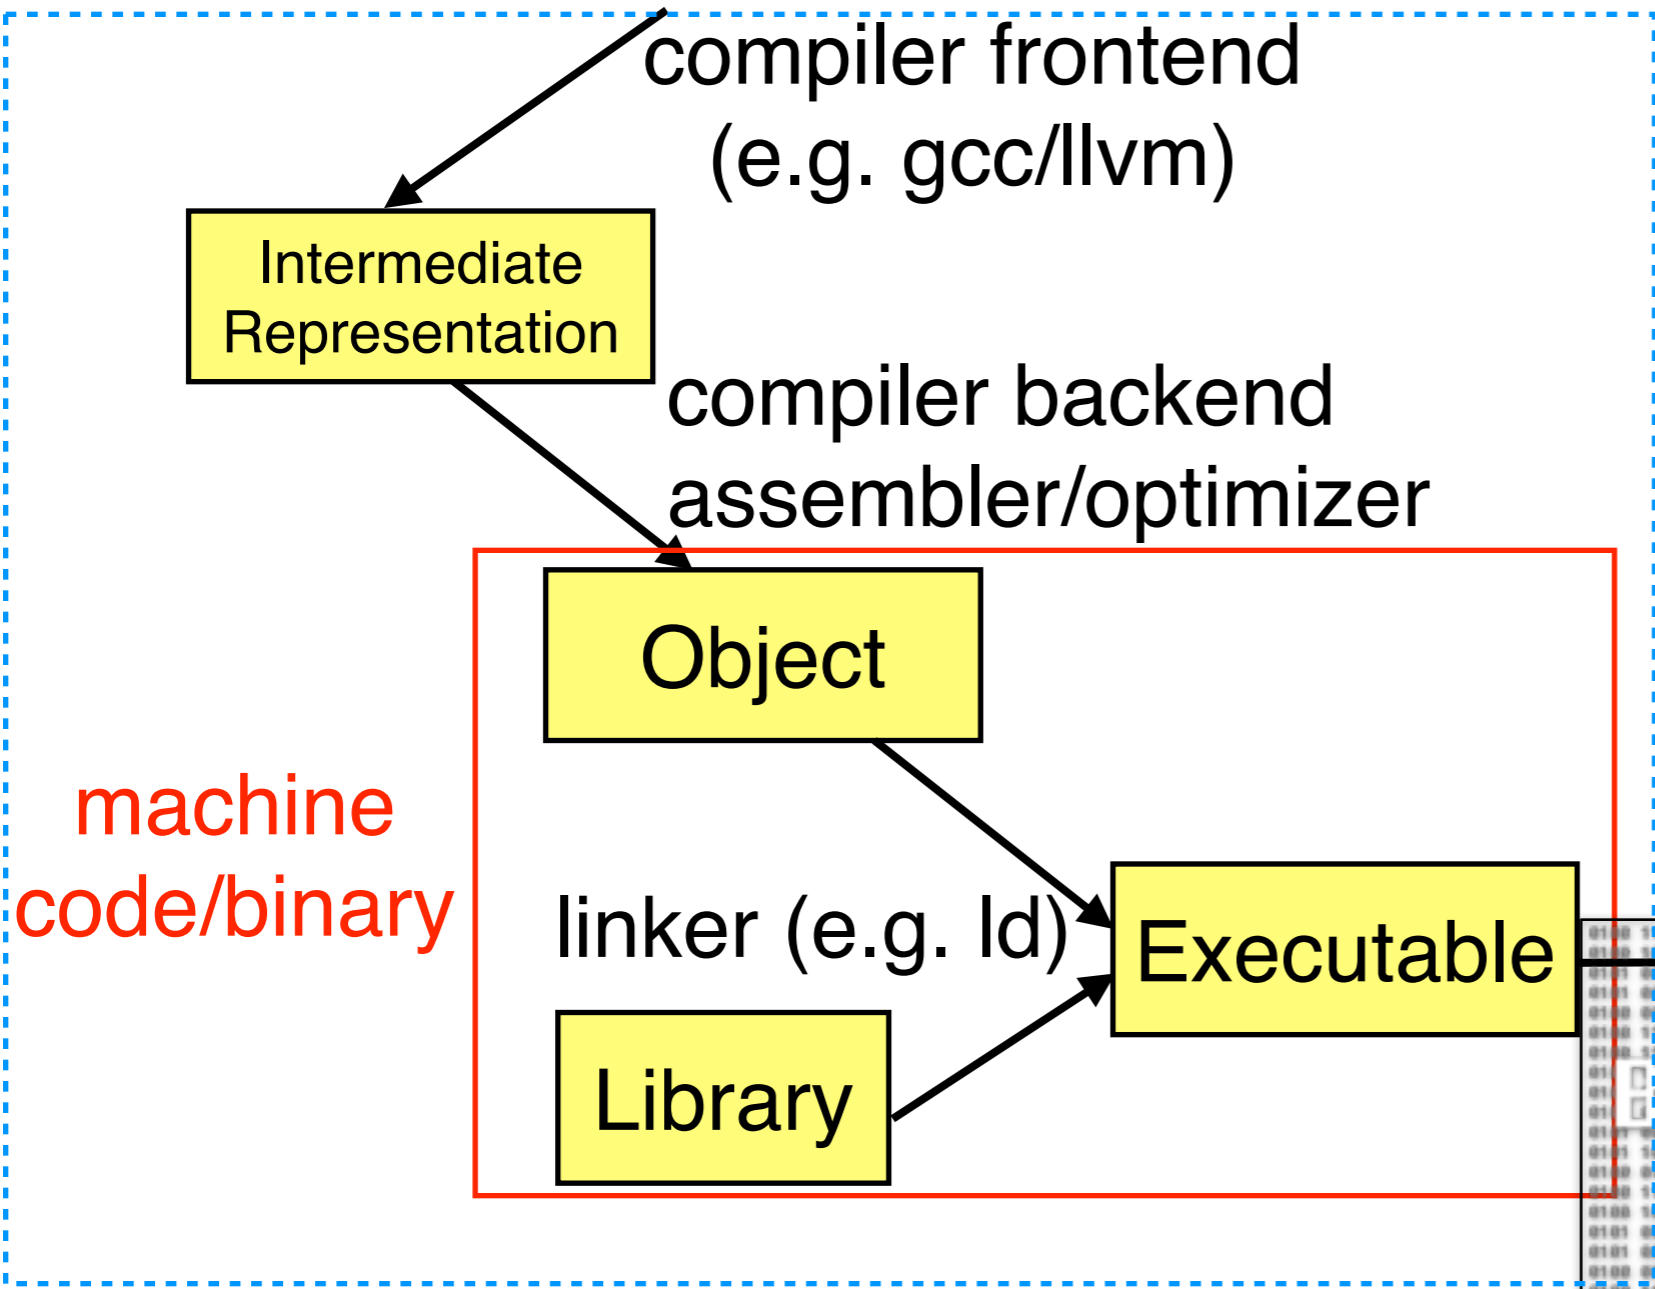 compiler frontend
(e.g. gcc/llvm)
Intermediate
Representation
compiler backend
assembler/optimizer
Object
machine
code/binary
linker (e.g. ld)
Executable
Library